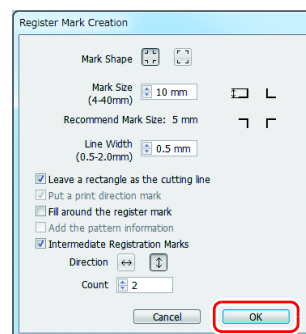 Register Mark Creation
Mark Shape
Mark Size
(4-40mm)
10 mm
Recommend Mark Size: 5 mm
Line Width
(0.5-2.0mm)
0.5 mm
Leave a rectangle as the cutting line
Put a print direction mark
Fill around the register mark
Add the pattern information
Intermediate Registration Marks
Direction
Count
2
Cancel
OK